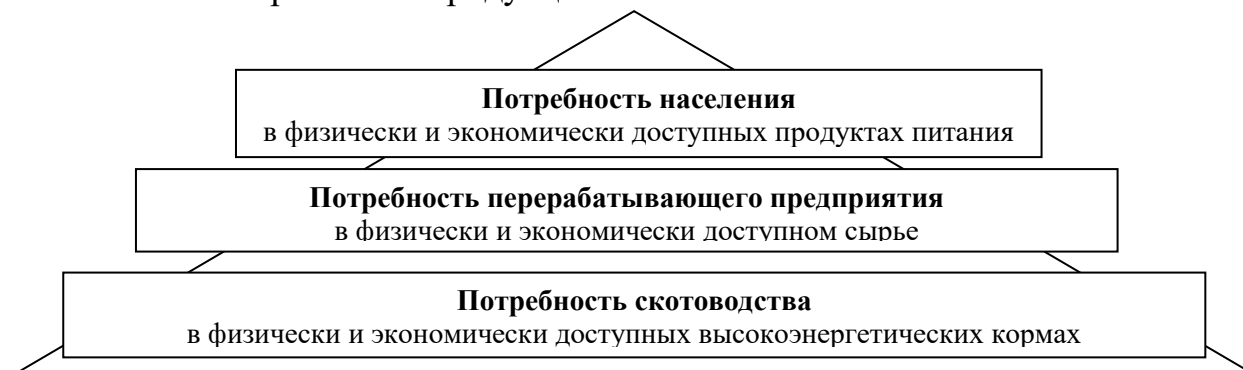 Потребность населения
в физически и экономически доступных продуктах питания
Потребность перерабатывающего предприятия
в физически и экономически доступном сырье
Потребность скотоводства
в физически и экономически доступных высокоэнергетических кормах